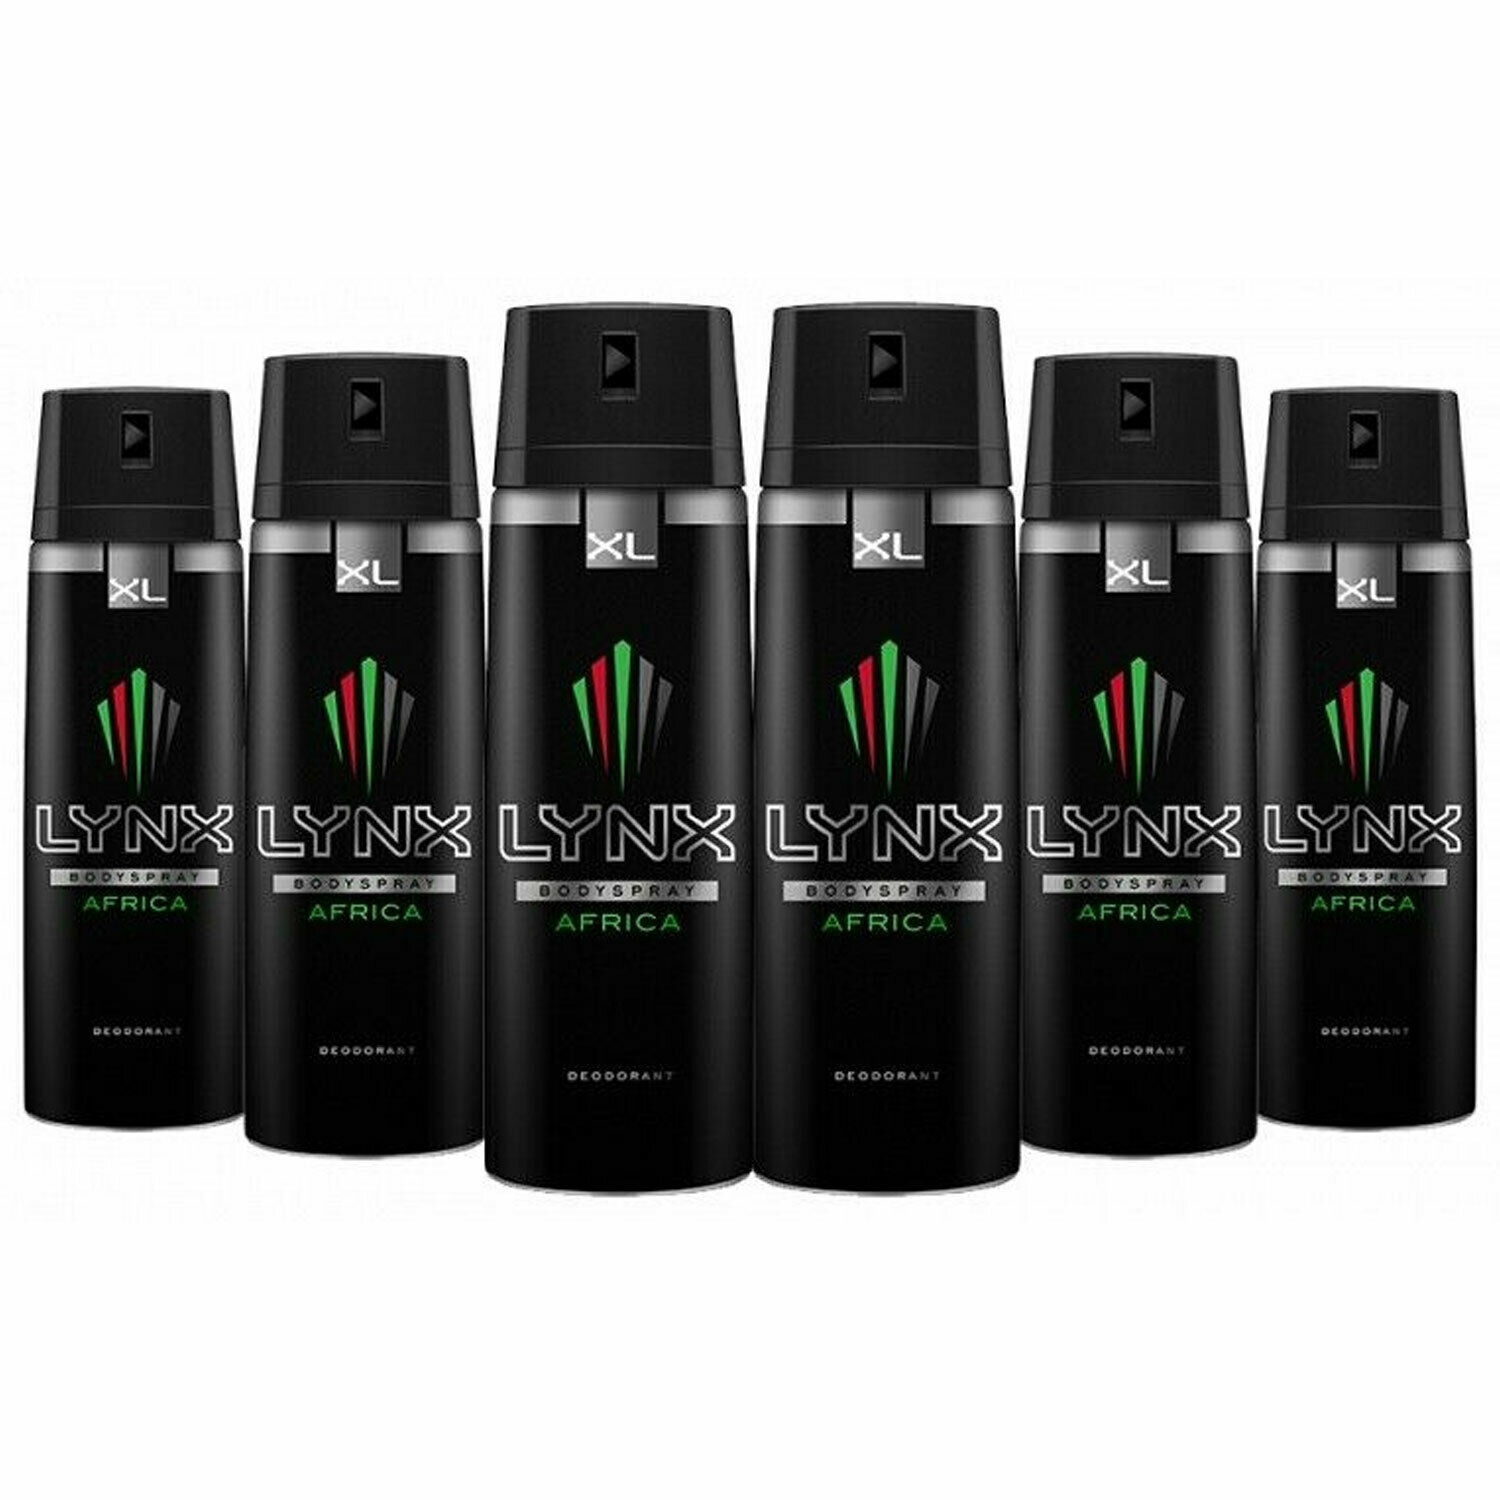 XL XL XL XL XL XL
LYNX LYNX LYNX LYNX LYNX LYNX
BODYSPRAY BODYSPRAY BODYSPRAY BODYSPRAY BODYSPRAY BODYSPRAY
AFRICA AFRICA AFRICA AFRICA AFRICA AFRICA
DEODORANT DEODORANT DEODORANT DEODORANT DEODORANT DEODORANT